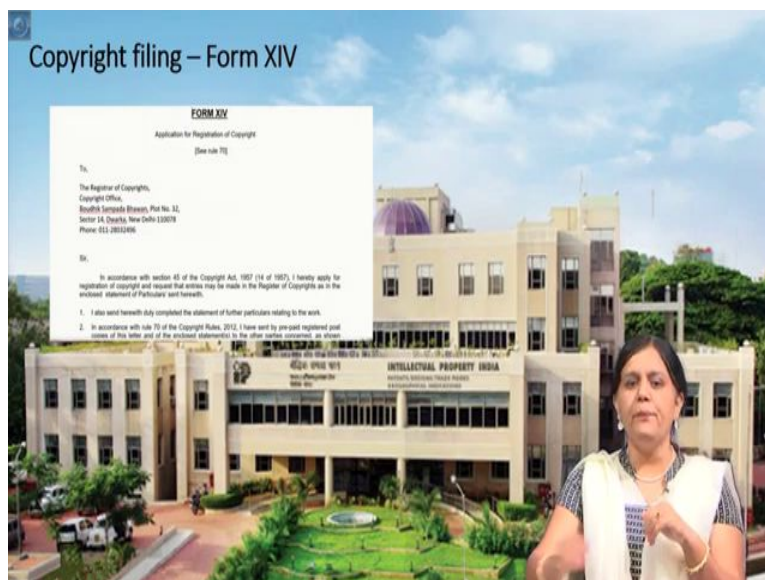 Copyright filing – Form XIV
FORM XIV
Application for Registration of Copyright
[See rule 70]
To,
The Registrar of Copyrights,
Copyright Office,
Boudhik Sampada Bhawan, Plot No. 32,
Sector 14, Dwarka, New Delhi-110078
Phone: 011-28032496
Sir,
In accordance with section 45 of the Copyright Act, 1957 (14 of 1957), I hereby apply for
registration of copyright and request that entries may be made in the Register of Copyrights as in the
enclosed statement of Particulars' sent herewith.
1. I also send herewith duly completed the statement of further particulars relating to the work.
2. In accordance with rule 70 of the Copyright Rules, 2012, I have sent by pre-paid registered post
copies of this letter and of the enclosed statement(s) to the other parties concerned, as shown
INTELLECTUAL PROPERTY INDIA